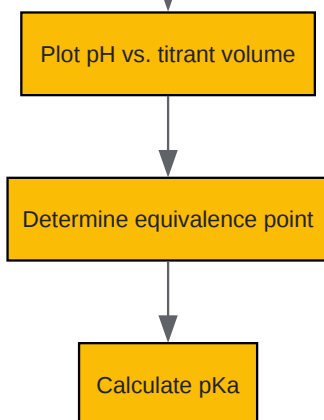 Plot pH vs. titrant volume
Determine equivalence point
Calculate pKa